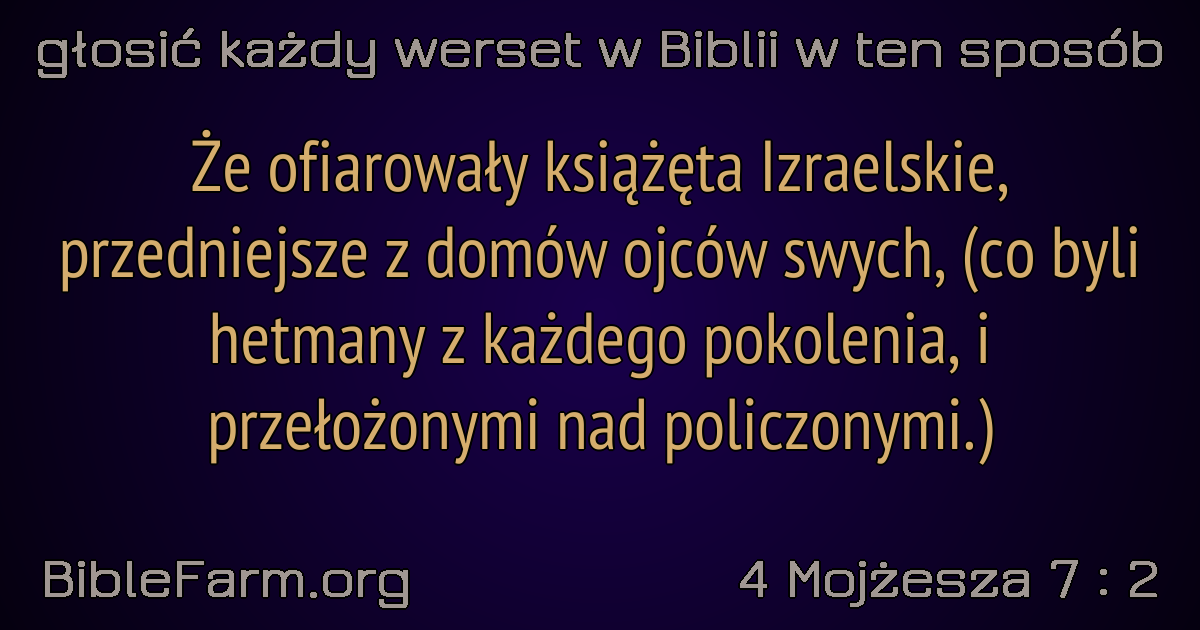 głosić każdy werset w Biblii w ten sposób
Że ofiarowały książęta Izraelskie,
przedniejsze z domów ojców swych, (co byli
hetmany z każdego pokolenia, i
przełożonymi nad policzonymi.)
BibleFarm.org
4 Mojżesza 7 : 2